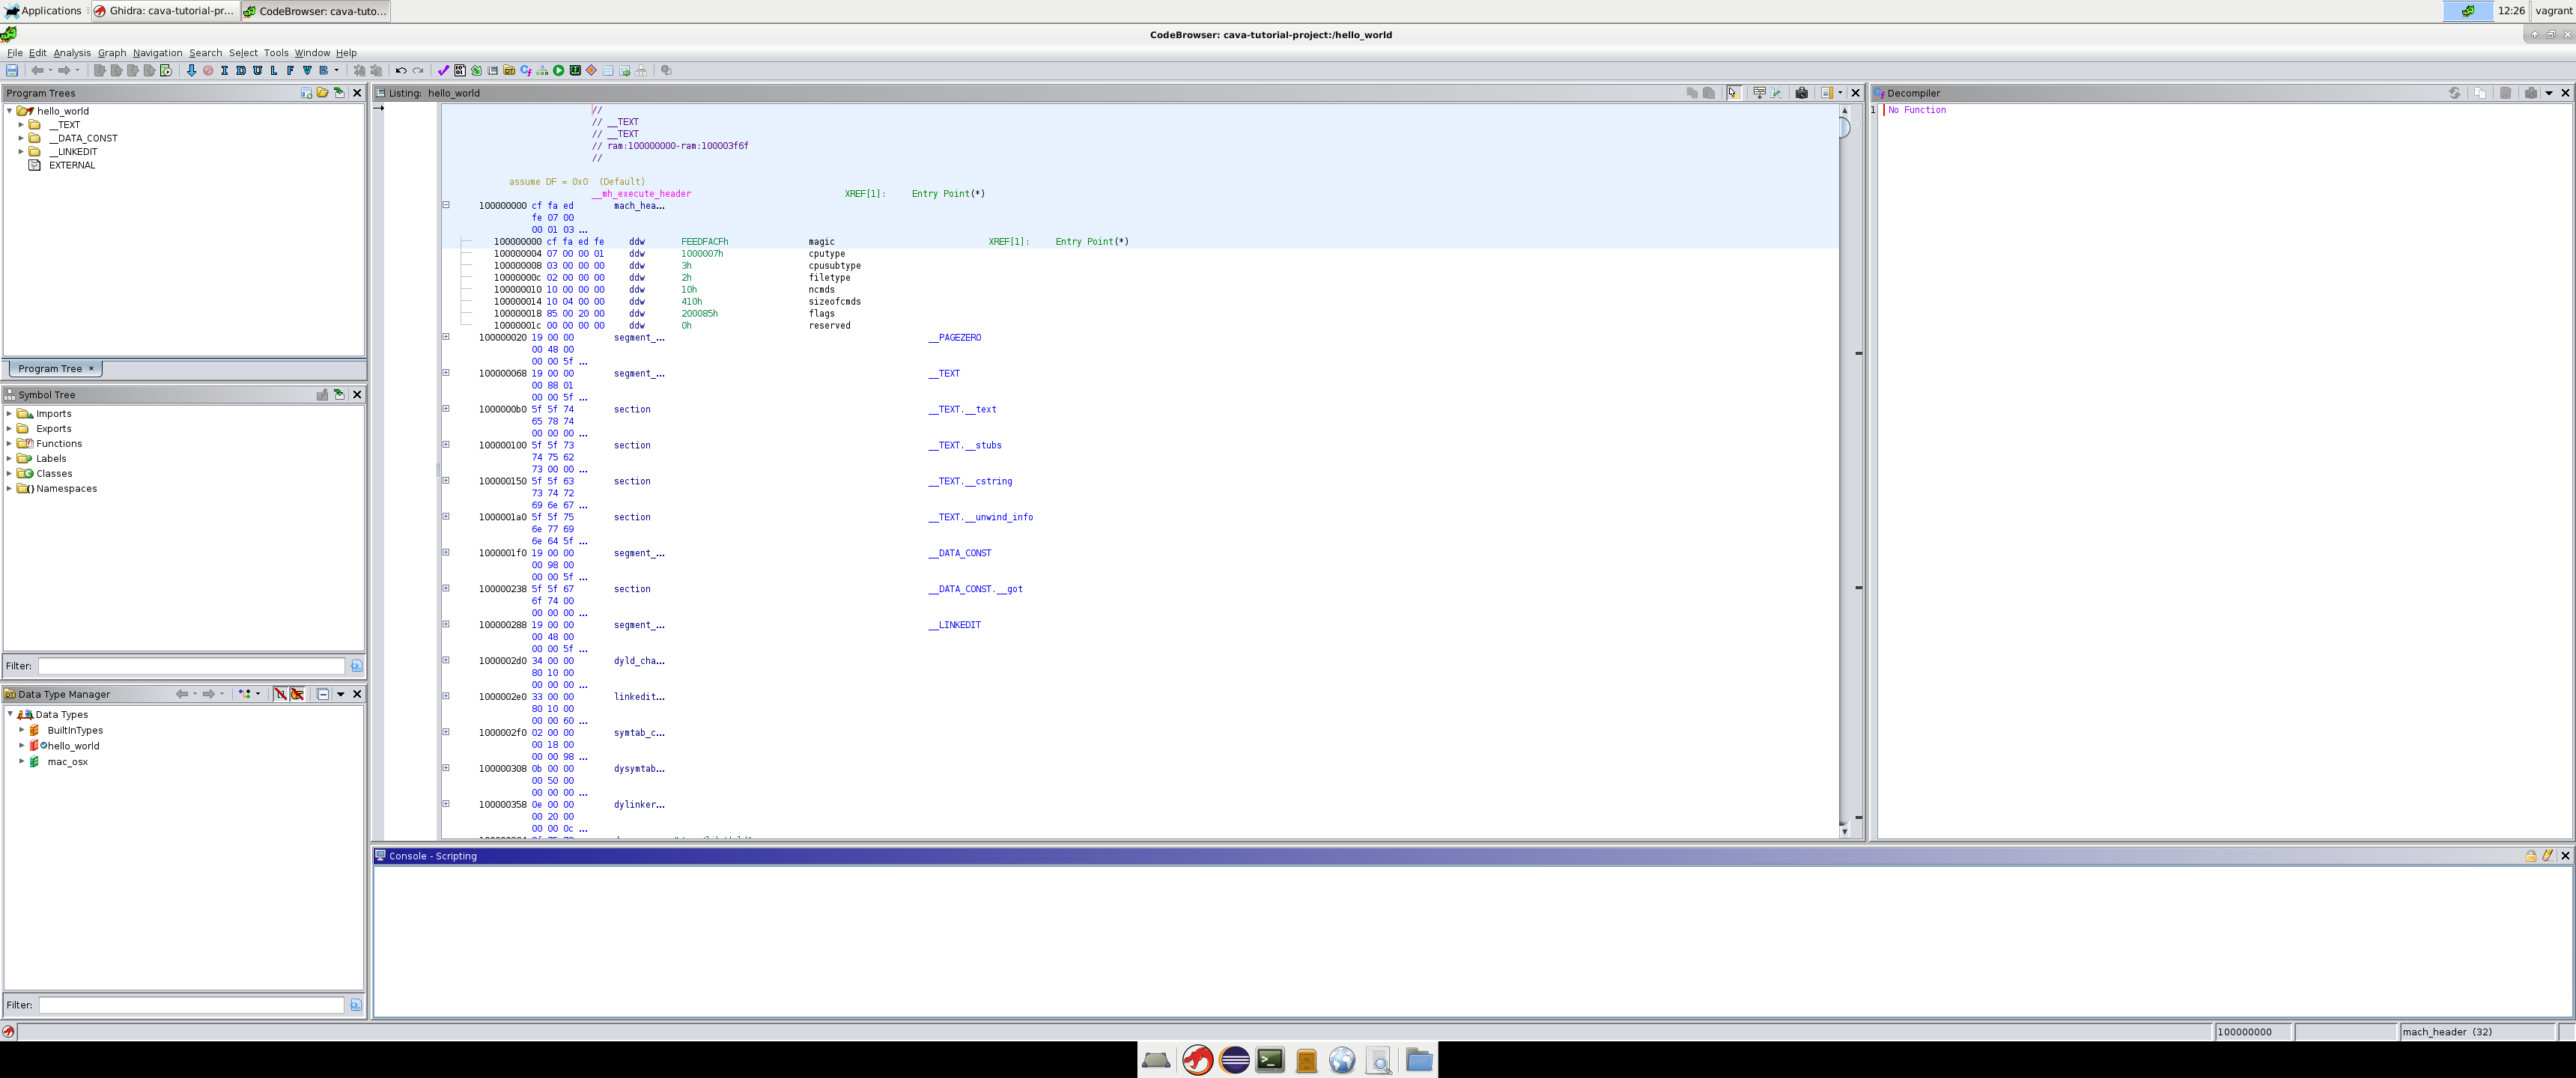 Applications
Ghidra: cava-tutorial-pr...
CodeBrowser: cava-tuto...
12:26
vagrant
CodeBrowser: cava-tutorial-project:/hello_world
File Edit Analysis Graph Navigation Search Select Tools Window Help
I D U L F V B
Program Trees
hello_world
__TEXT
__DATA_CONST
__LINKEDIT
EXTERNAL
Program Tree
Symbol Tree
Imports
Exports
Functions
Labels
Classes
Namespaces
Filter:
Data Type Manager
Data Types
BuiltInTypes
hello_world
mac_osx
Filter:
Listing: hello_world
//
// __TEXT
// __TEXT
// ram:100000000-ram:100003f6f
//
assume DF = 0x0 (Default)
__mh_execute_header XREF[1]: Entry Point(*)
100000000 cf fa ed mach_hea...
fe 07 00
00 01 03 ...
100000000 cf fa ed fe ddw FEEDFACFh magic XREF[1]: Entry Point(*)
100000004 07 00 00 01 ddw 1000007h cputype
100000008 03 00 00 00 ddw 3h cpusubtype
10000000c 02 00 00 00 ddw 2h filetype
100000010 10 00 00 00 ddw 10h ncmds
100000014 10 04 00 00 ddw 410h sizeofcmds
100000018 85 00 20 00 ddw 200085h flags
10000001c 00 00 00 00 ddw 0h reserved
100000020 19 00 00 segment_... __PAGEZERO
00 48 00
00 00 5f ...
100000068 19 00 00 segment_... __TEXT
00 88 01
00 00 5f ...
1000000b0 5f 5f 74 section __TEXT.__text
65 78 74
00 00 00 ...
100000100 5f 5f 73 section __TEXT.__stubs
74 75 62
73 00 00 ...
100000150 5f 5f 63 section __TEXT.__cstring
73 74 72
69 6e 67 ...
1000001a0 5f 5f 75 section __TEXT.__unwind_info
6e 77 69
6e 64 5f ...
1000001f0 19 00 00 segment_... __DATA_CONST
00 98 00
00 00 5f ...
100000238 5f 5f 67 section __DATA_CONST.__got
6f 74 00
00 00 00 ...
100000288 19 00 00 segment_... __LINKEDIT
00 48 00
00 00 5f ...
1000002d0 34 00 00 dyld_cha...
80 10 00
00 00 00 ...
1000002e0 33 00 00 linkedit...
80 10 00
00 00 60 ...
1000002f0 02 00 00 symtab_c...
00 18 00
00 00 98 ...
100000308 0b 00 00 dysymtab...
00 50 00
00 00 00 ...
100000358 0e 00 00 dylinker...
00 20 00
00 00 0c ...
Decompiler
1 No Function
Console - Scripting
100000000
mach_header (32)